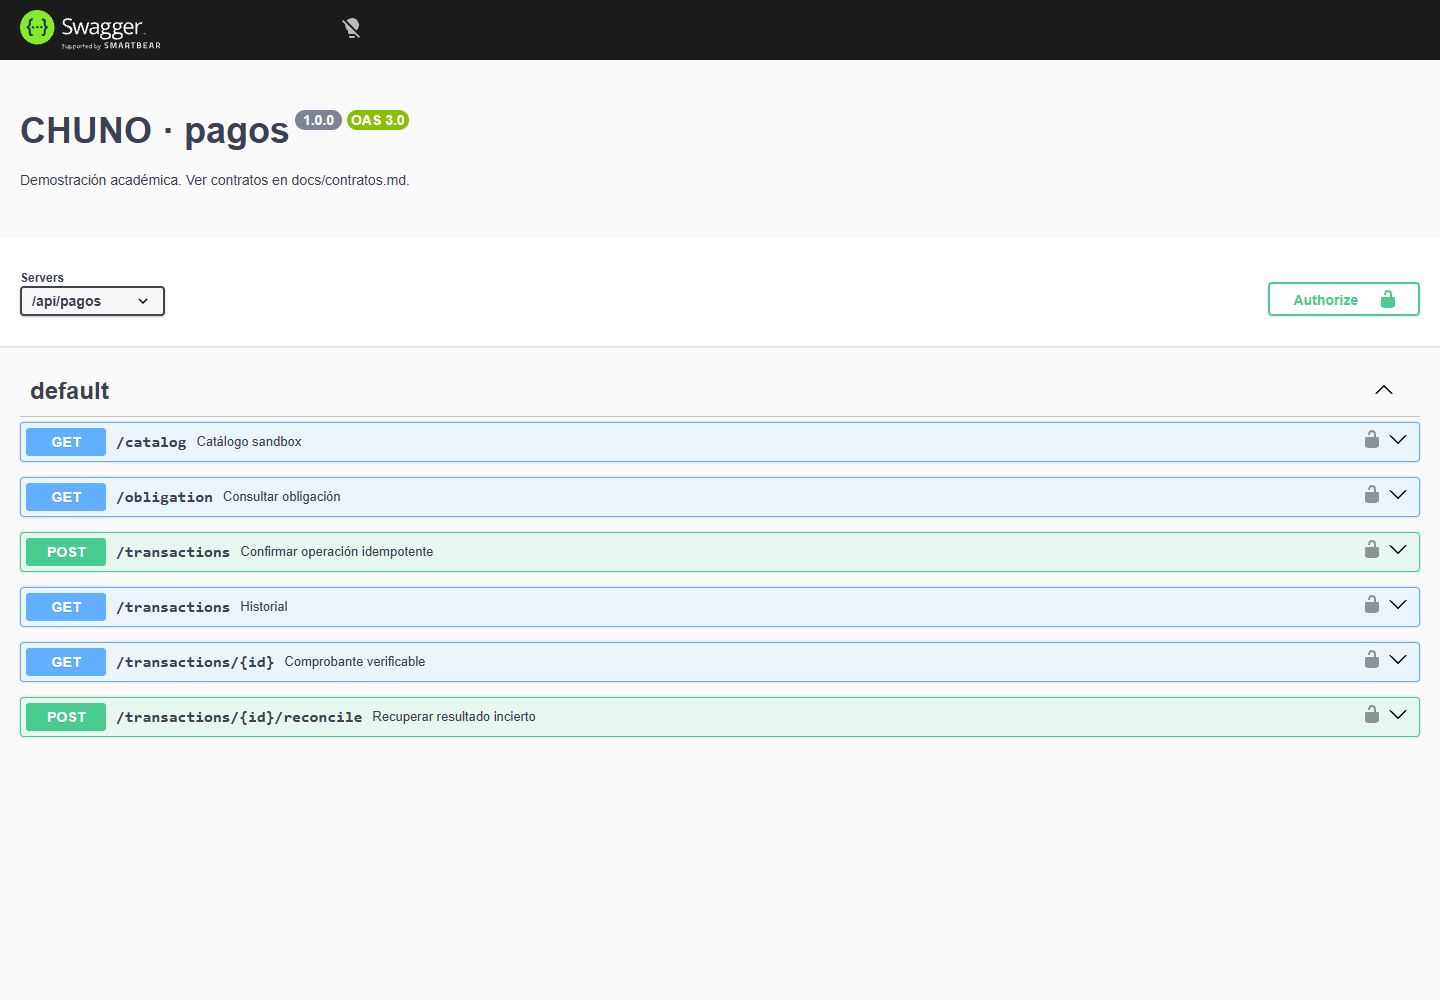 Swagger
Supported by SMARTBEAR
CHUNO · pagos 1.0.0 OAS 3.0
Demostración académica. Ver contratos en docs/contratos.md.
Servers
/api/pagos
Authorize
default
GET /catalog Catálogo sandbox
GET /obligation Consultar obligación
POST /transactions Confirmar operación idempotente
GET /transactions Historial
GET /transactions/{id} Comprobante verificable
POST /transactions/{id}/reconcile Recuperar resultado incierto